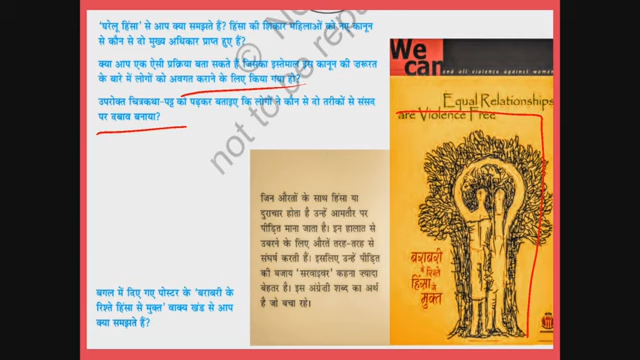 'घरेलू हिंसा' से आप क्या समझते हैं? हिंसा की शिकार महिलाओं को नए कानून
से कौन से दो मुख्य अधिकार प्राप्त हुए हैं?
क्या आप एक ऐसी प्रक्रिया बता सकते हैं जिसका इस्तेमाल इस कानून की ज़रूरत
के बारे में लोगों को अवगत कराने के लिए किया गया हो?
उपरोक्त चित्रकथा-पट्ट को पढ़कर बताइए कि लोगों ने कौन से दो तरीकों से संसद
पर दबाव बनाया?
We
can
end all violence against women
Equal Relationships
are Violence Free
जिन औरतों के साथ हिंसा या
दुराचार होता है उन्हें आमतौर पर
पीड़ित माना जाता है। इन हालात से
उबरने के लिए औरतें तरह-तरह से
संघर्ष करती हैं। इसलिए उन्हें पीड़ित
की बजाय 'सरवाइवर' कहना ज्यादा
बेहतर है। इस अंग्रेज़ी शब्द का अर्थ
है जो बचा रहे।
बराबरी
के रिश्ते
हिंसा से
मुक्त
बगल में दिए गए पोस्टर के 'बराबरी के
रिश्ते हिंसा से मुक्त' वाक्य खंड से आप
क्या समझते हैं?
©
not to be rep